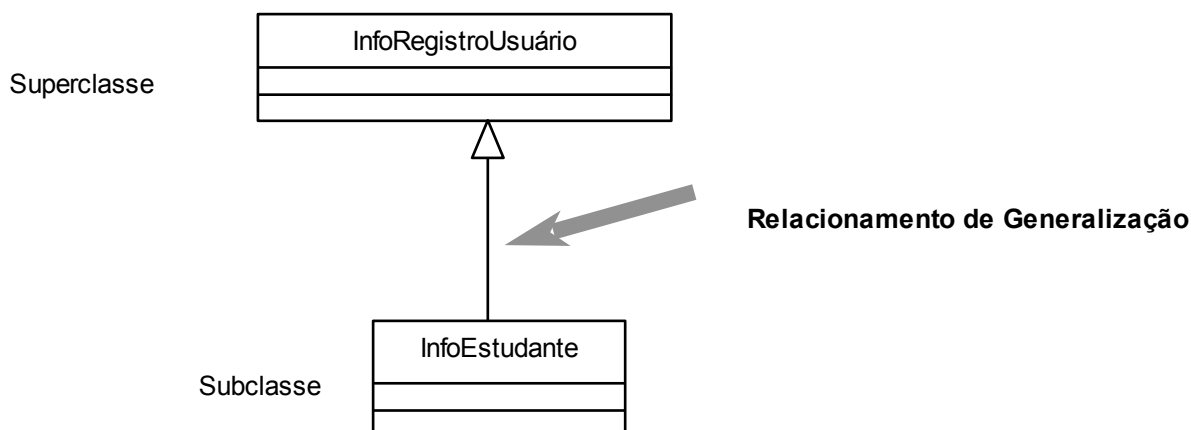 InfoRegistroUsuário
Superclasse
Relacionamento de Generalização
InfoEstudante
Subclasse